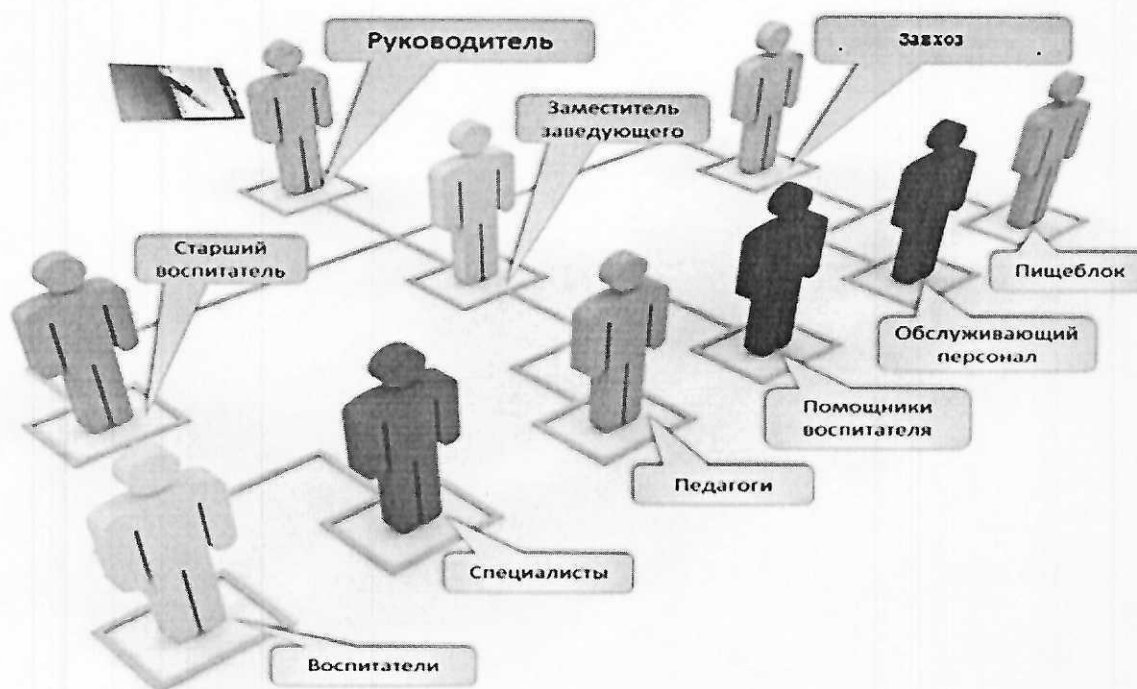 Руководитель
Завхоз
Заместитель
заведующего
Старший
воспитатель
Пищеблок
Обслуживающий
персонал
Помощники
воспитателя
Педагоги
Специалисты
Воспитатели